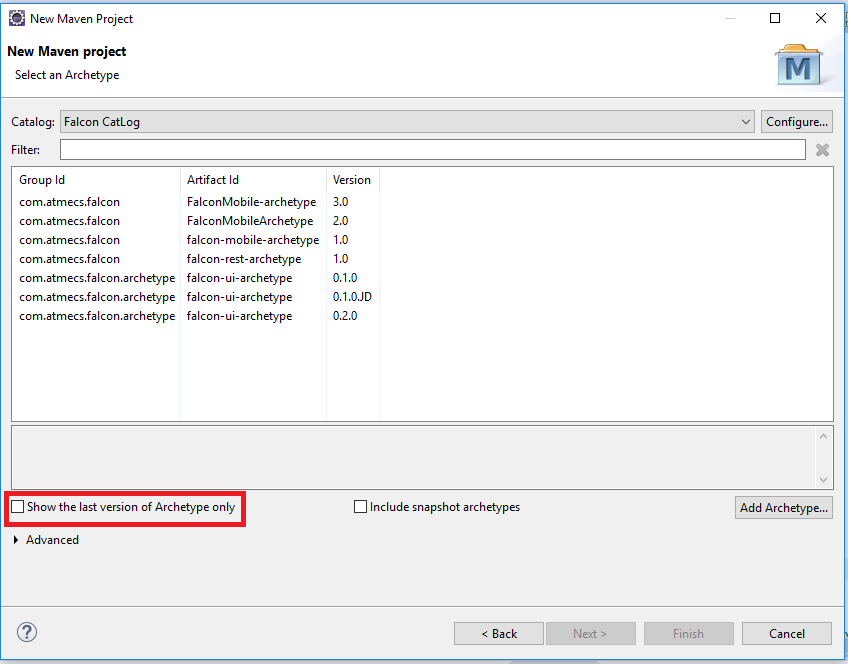 New Maven Project
New Maven project
Select an Archetype
M
Catalog: Falcon CatLog Configure...
Filter:
Group Id Artifact Id Version
com.atmecs.falcon FalconMobile-archetype 3.0
com.atmecs.falcon FalconMobileArchetype 2.0
com.atmecs.falcon falcon-mobile-archetype 1.0
com.atmecs.falcon falcon-rest-archetype 1.0
com.atmecs.falcon.archetype falcon-ui-archetype 0.1.0
com.atmecs.falcon.archetype falcon-ui-archetype 0.1.0.JD
com.atmecs.falcon.archetype falcon-ui-archetype 0.2.0
Show the last version of Archetype only Include snapshot archetypes Add Archetype...
Advanced
? < Back Next > Finish Cancel